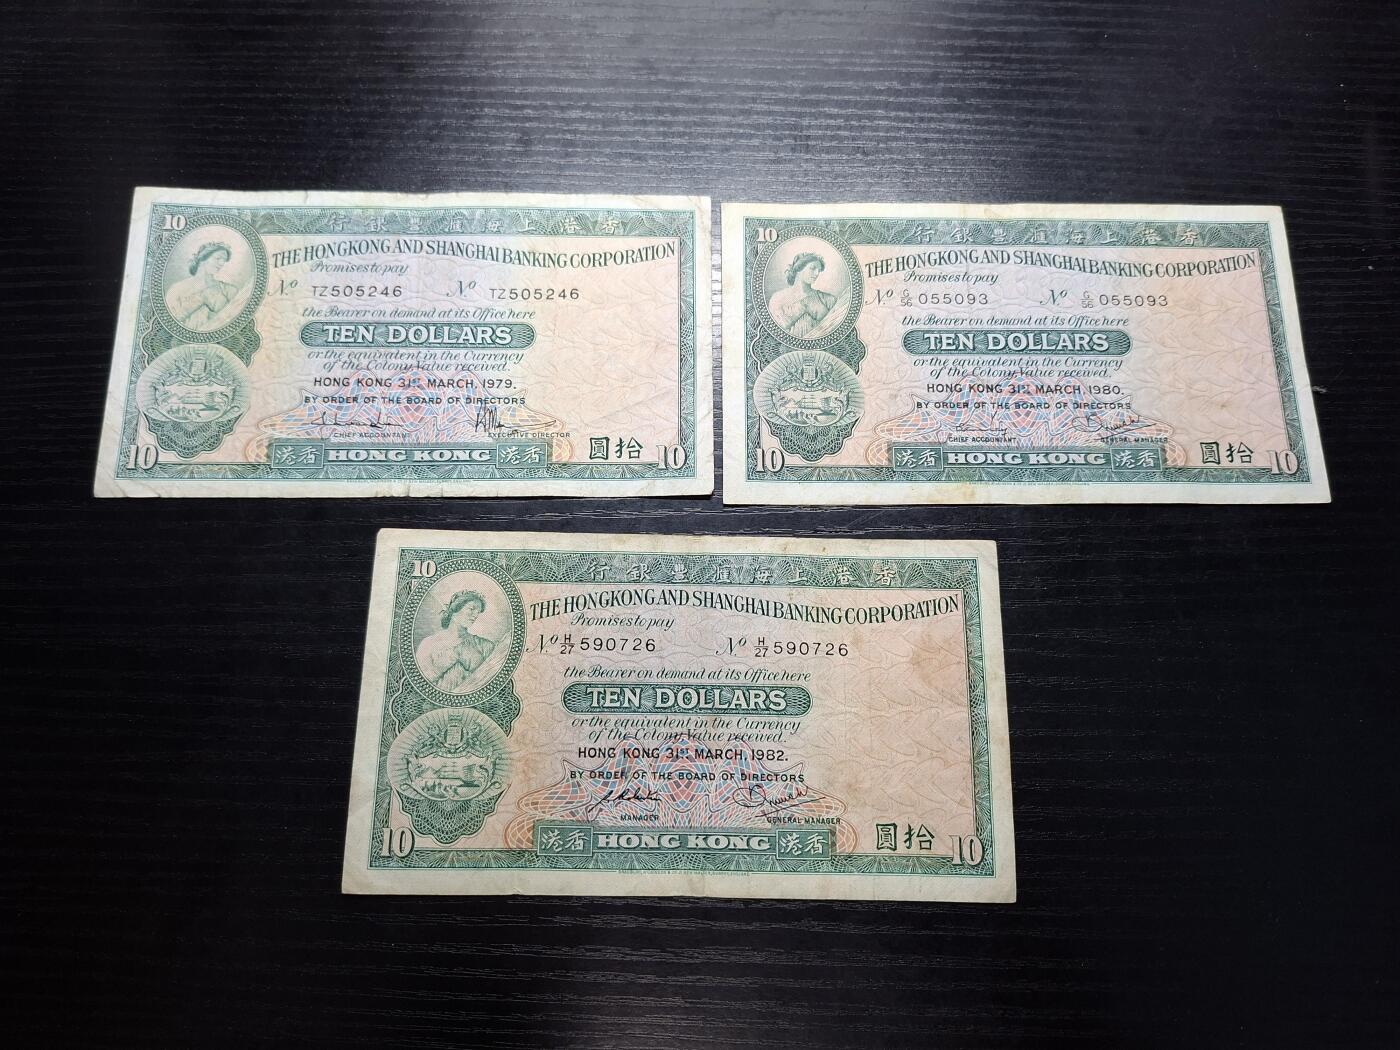 10
行銀豐滙海上港香
THE HONGKONG AND SHANGHAI BANKING CORPORATION
Promises to pay
No TZ505246 No TZ505246
the Bearer on demand at its Office here
TEN DOLLARS
or the equivalent in the Currency
of the Colony Value received.
HONG KONG 31ST MARCH, 1979.
BY ORDER OF THE BOARD OF DIRECTORS
CHIEF ACCOUNTANT EXECUTIVE DIRECTOR
10 港香 HONG KONG 港香 圓拾 10
10
行銀豐滙海上港香
THE HONGKONG AND SHANGHAI BANKING CORPORATION
Promises to pay
No G/56 055093 No G/56 055093
the Bearer on demand at its Office here
TEN DOLLARS
or the equivalent in the Currency
of the Colony Value received.
HONG KONG 31ST MARCH, 1980.
BY ORDER OF THE BOARD OF DIRECTORS
CHIEF ACCOUNTANT GENERAL MANAGER
10 港香 HONG KONG 港香 圓拾 10
10
行銀豐滙海上港香
THE HONGKONG AND SHANGHAI BANKING CORPORATION
Promises to pay
No H/27 590726 No H/27 590726
the Bearer on demand at its Office here
TEN DOLLARS
or the equivalent in the Currency
of the Colony Value received.
HONG KONG 31ST MARCH, 1982.
BY ORDER OF THE BOARD OF DIRECTORS
MANAGER GENERAL MANAGER
10 港香 HONG KONG 港香 圓拾 10